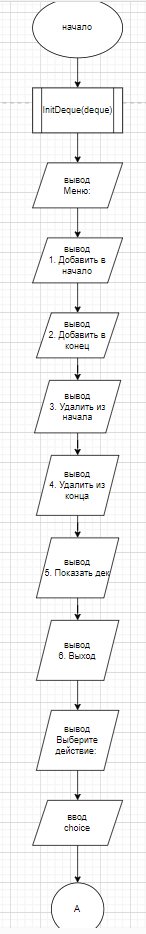 начало
InitDeque(deque)
вывод
Меню:
вывод
1. Добавить в
начало
вывод
2. Добавить в
конец
вывод
3. Удалить из
начала
вывод
4. Удалить из
конца
вывод
5. Показать дек
вывод
6. Выход
вывод
Выберите
действие:
ввод
choice
A